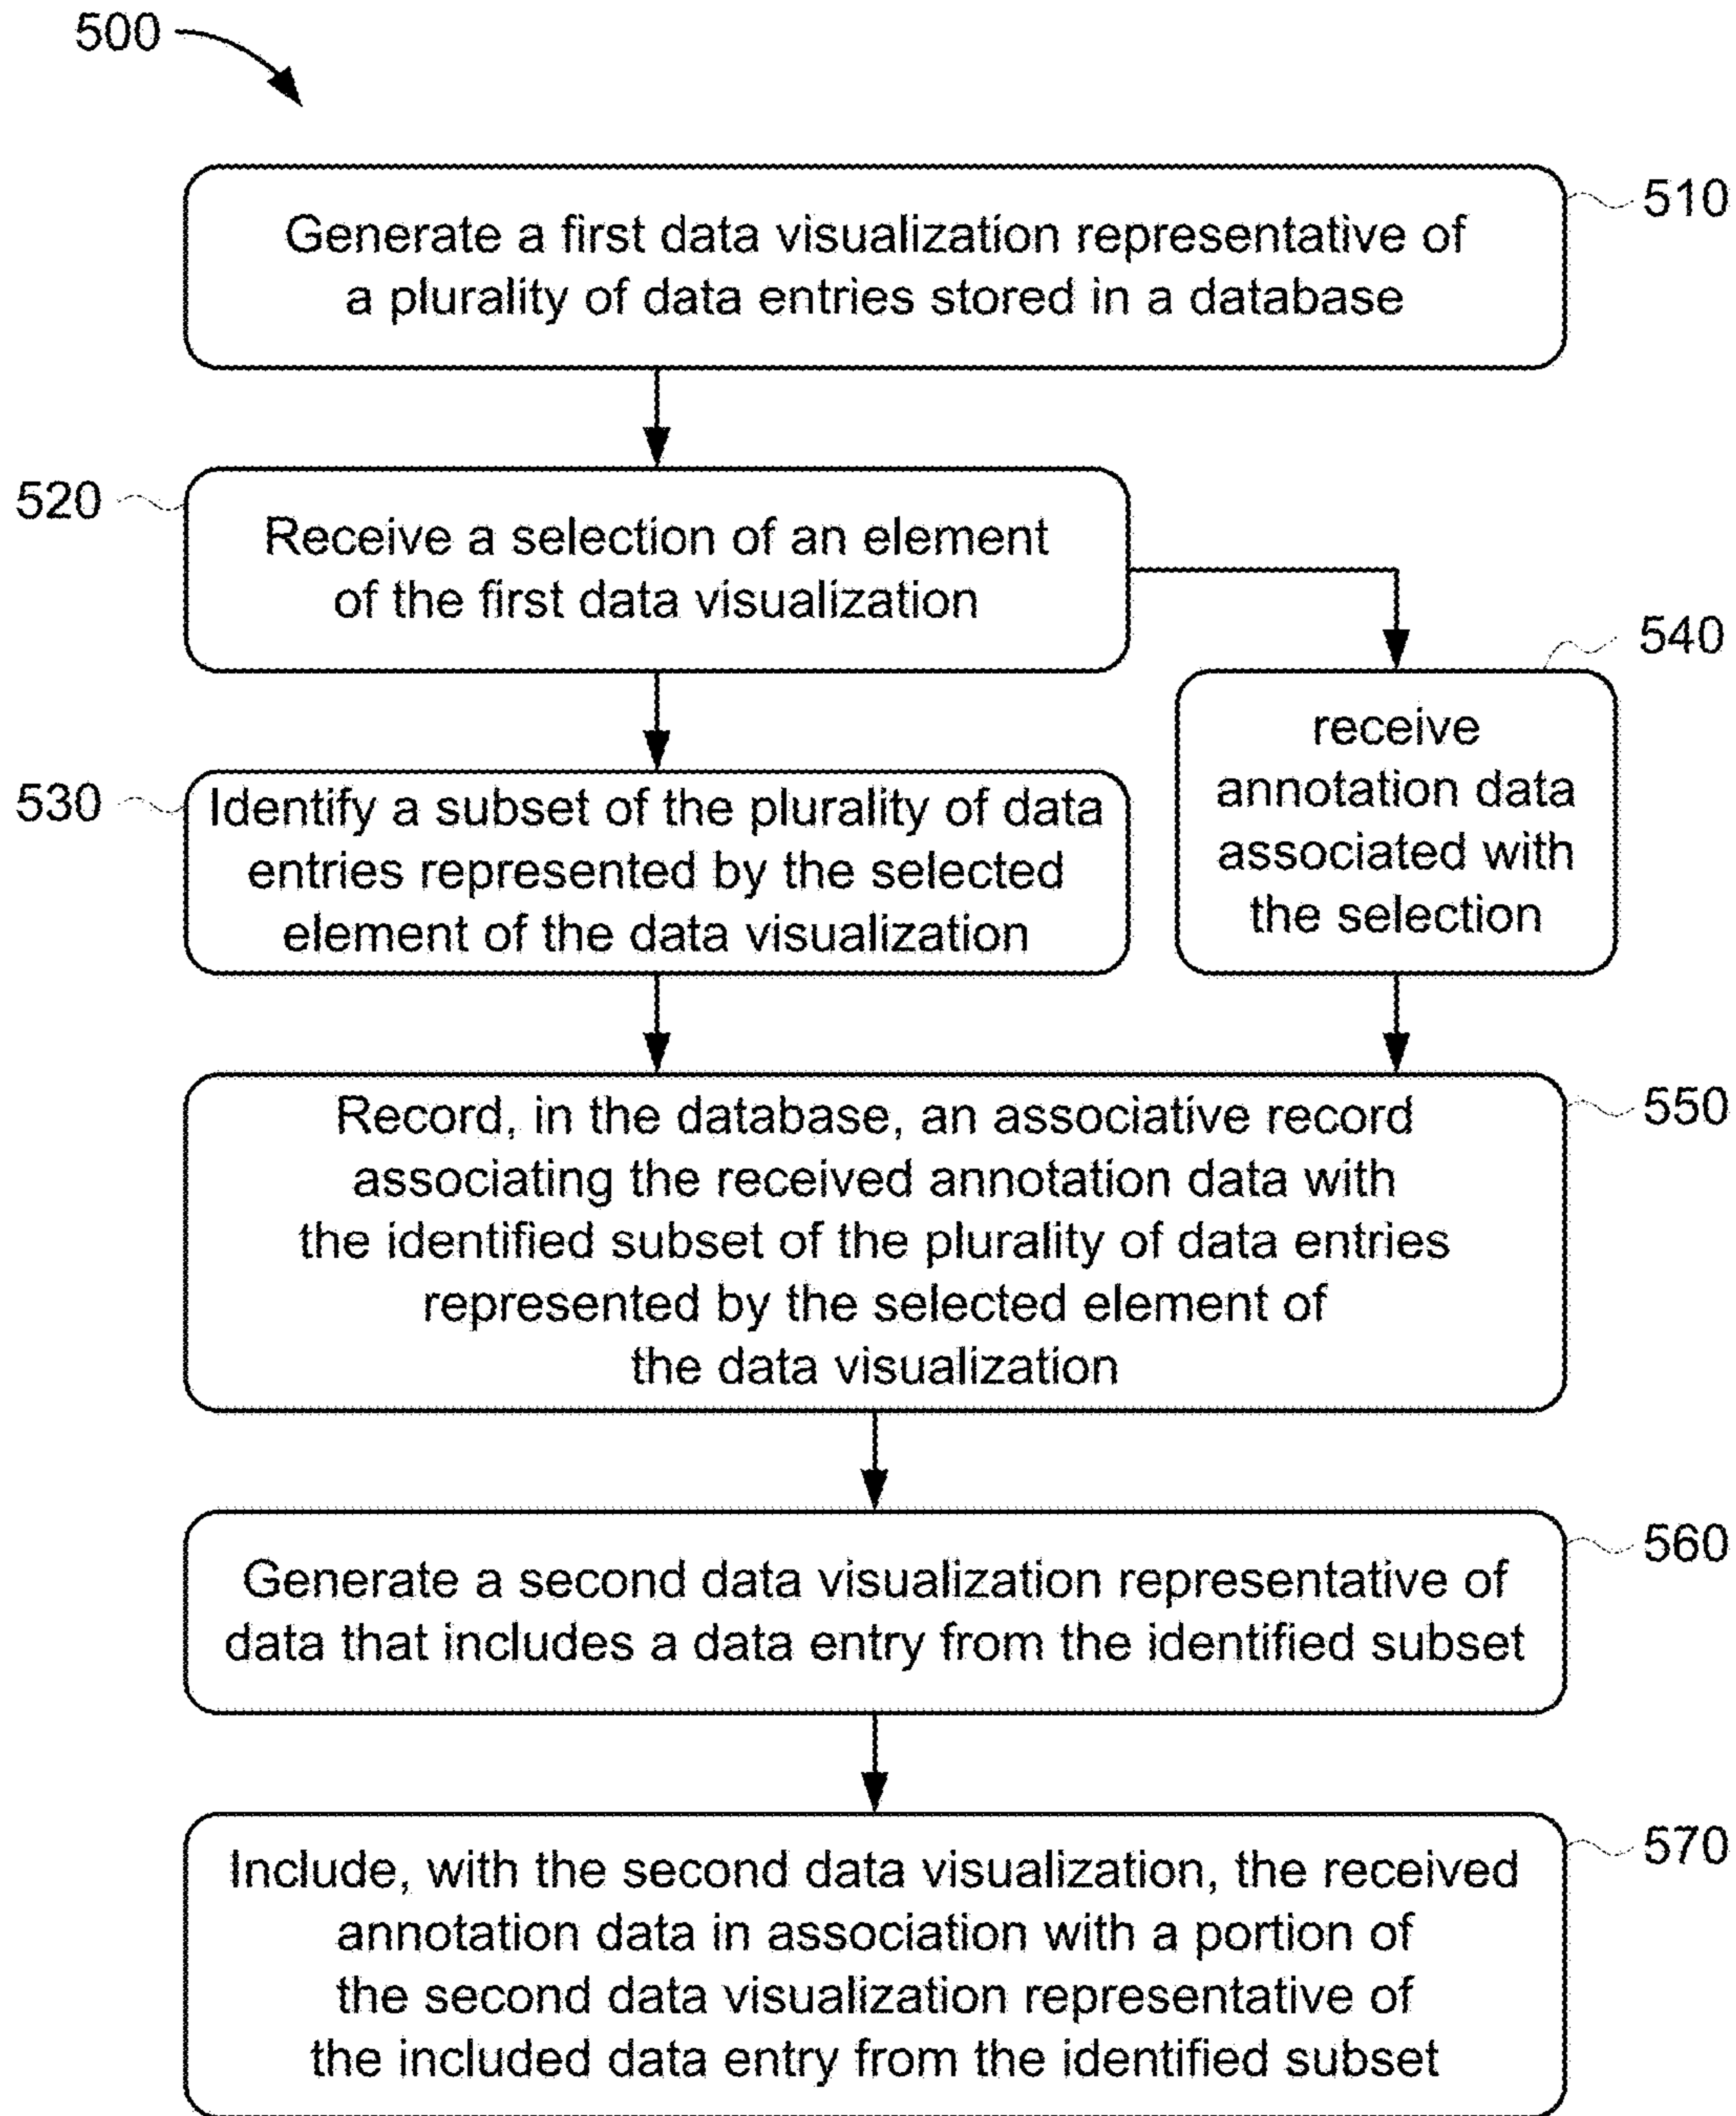 500
510
Generate a first data visualization representative of
a plurality of data entries stored in a database
520
Receive a selection of an element
of the first data visualization
540
receive
annotation data
associated with
the selection
530
Identify a subset of the plurality of data
entries represented by the selected
element of the data visualization
550
Record, in the database, an associative record
associating the received annotation data with
the identified subset of the plurality of data entries
represented by the selected element of
the data visualization
560
Generate a second data visualization representative of
data that includes a data entry from the identified subset
570
Include, with the second data visualization, the received
annotation data in association with a portion of
the second data visualization representative of
the included data entry from the identified subset